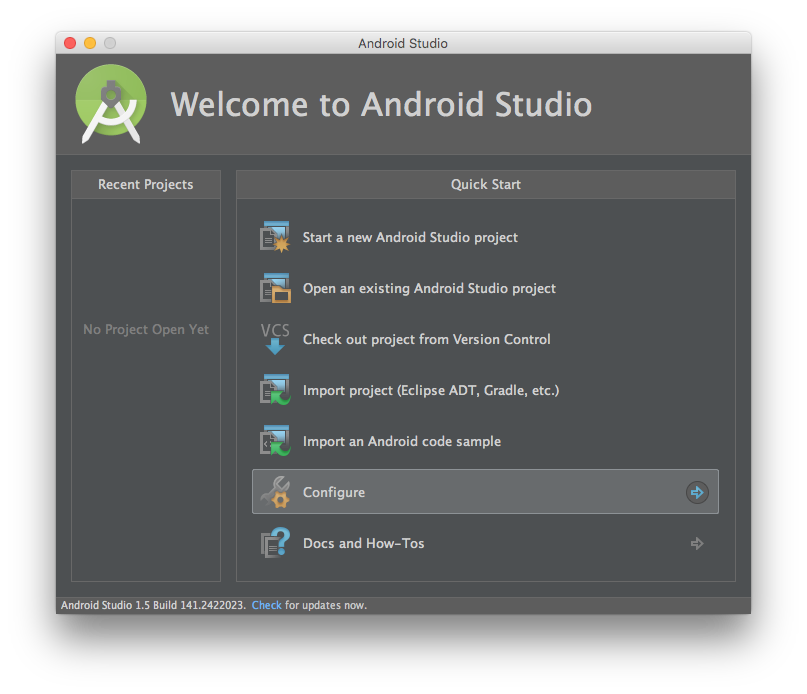 Android Studio
Welcome to Android Studio
Recent Projects
No Project Open Yet
Quick Start
Start a new Android Studio project
Open an existing Android Studio project
VCS
Check out project from Version Control
Import project (Eclipse ADT, Gradle, etc.)
Import an Android code sample
Configure
Docs and How-Tos
Android Studio 1.5 Build 141.2422023. Check for updates now.